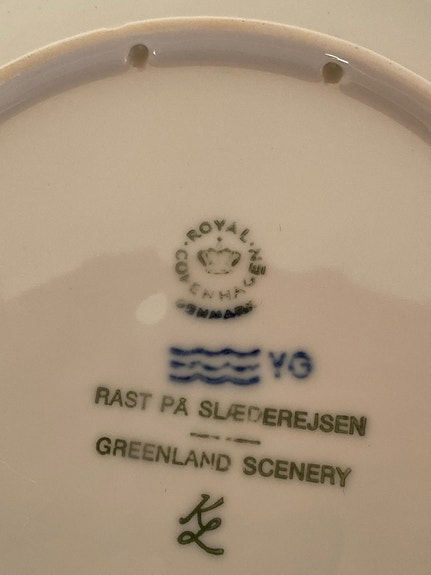 ROYAL
COPENHAGEN
DENMARK
YG
RAST PÅ SLÆDEREJSEN
GREENLAND SCENERY
KL